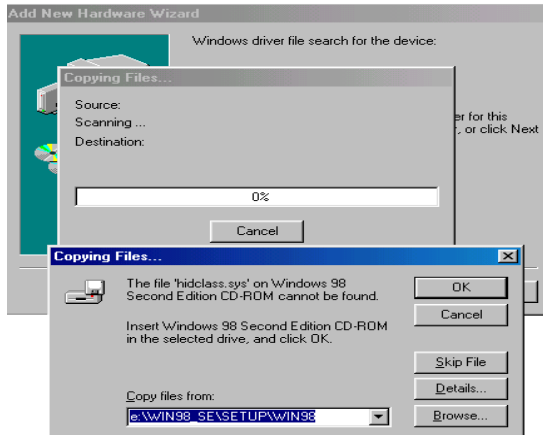 Add New Hardware Wizard
Windows driver file search for the device:
er for this
, or click Next
Copying Files...
Source:
Scanning ...
Destination:
0%
Cancel
Copying Files...
The file 'hidclass.sys' on Windows 98
Second Edition CD-ROM cannot be found.
Insert Windows 98 Second Edition CD-ROM
in the selected drive, and click OK.
Copy files from:
e:\WIN98_SE\SETUP\WIN98
OK
Cancel
Skip File
Details...
Browse...